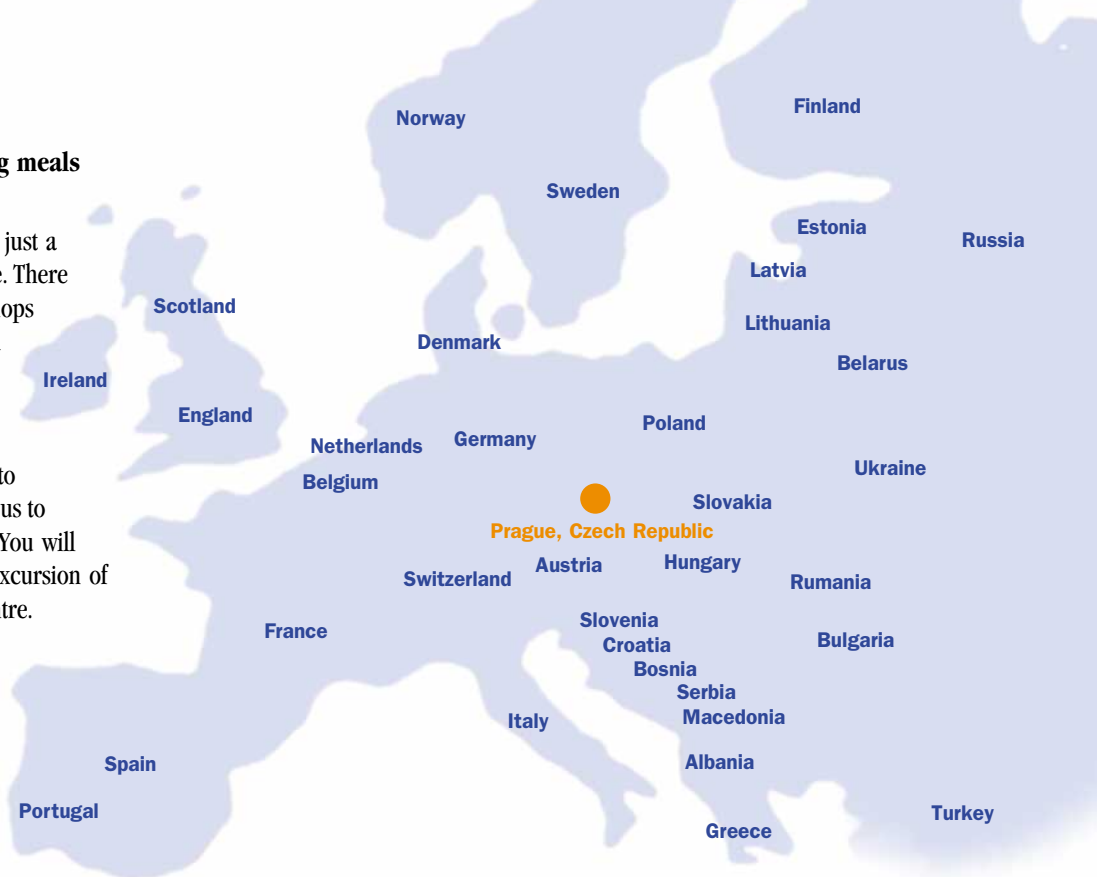 g meals
just a
e. There
ops
to
us to
You will
xcursion of
tre.
Norway
Finland
Sweden
Estonia
Russia
Latvia
Scotland
Lithuania
Denmark
Belarus
Ireland
England
Poland
Netherlands
Germany
Ukraine
Belgium
Slovakia
Prague, Czech Republic
Austria
Hungary
Switzerland
Rumania
Slovenia
France
Croatia
Bulgaria
Bosnia
Serbia
Macedonia
Italy
Albania
Spain
Portugal
Turkey
Greece